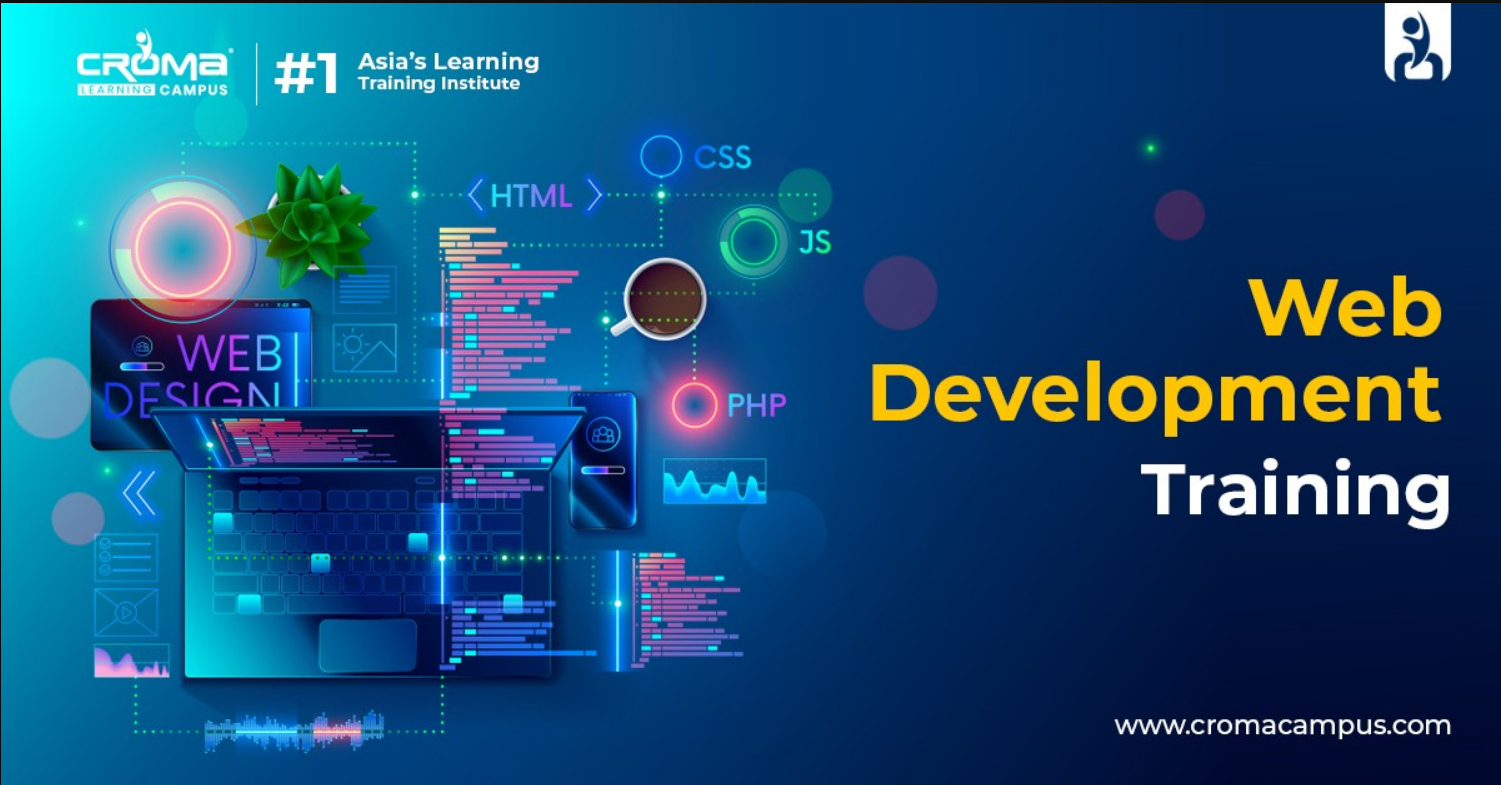 CROMA®
LEARNING CAMPUS
#1
Asia's Learning
Training Institute
CSS
HTML
JS
WEB
DESIGN
PHP
Web
Development
Training
www.cromacampus.com